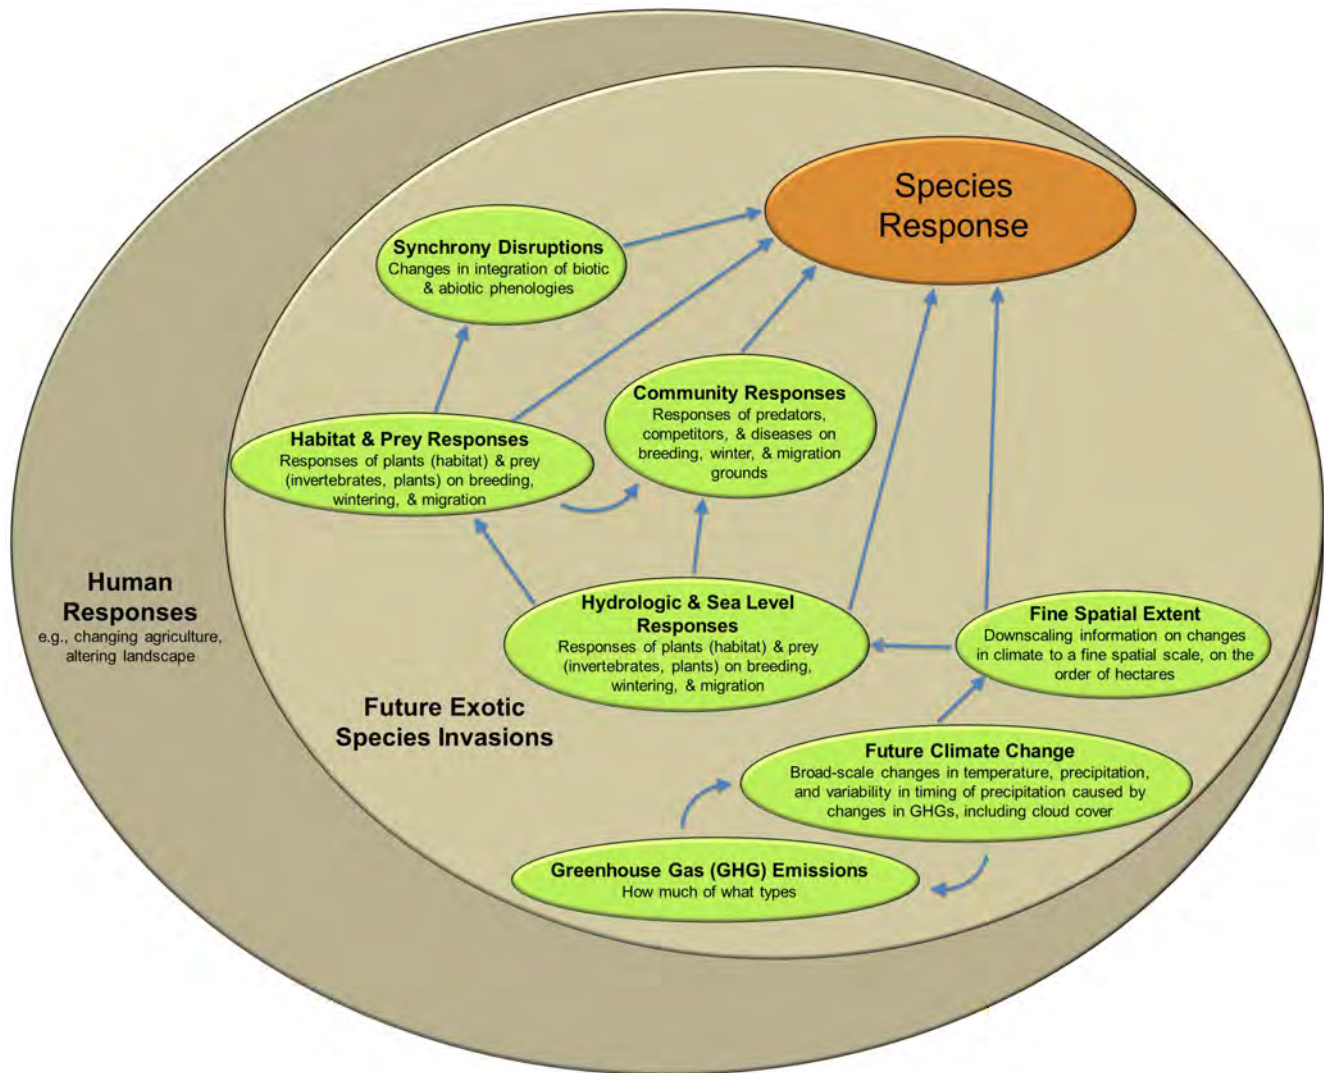 Species
Response
Synchrony Disruptions
Changes in integration of biotic
& abiotic phenologies
Community Responses
Responses of predators,
competitors, & diseases on
breeding, winter, & migration
grounds
Habitat & Prey Responses
Responses of plants (habitat) & prey
(invertebrates, plants) on breeding,
wintering, & migration
Human
Responses
e.g., changing agriculture,
altering landscape
Hydrologic & Sea Level
Responses
Responses of plants (habitat) & prey
(invertebrates, plants) on breeding,
wintering, & migration
Fine Spatial Extent
Downscaling information on changes
in climate to a fine spatial scale, on the
order of hectares
Future Exotic
Species Invasions
Future Climate Change
Broad-scale changes in temperature, precipitation,
and variability in timing of precipitation caused by
changes in GHGs, including cloud cover
Greenhouse Gas (GHG) Emissions
How much of what types